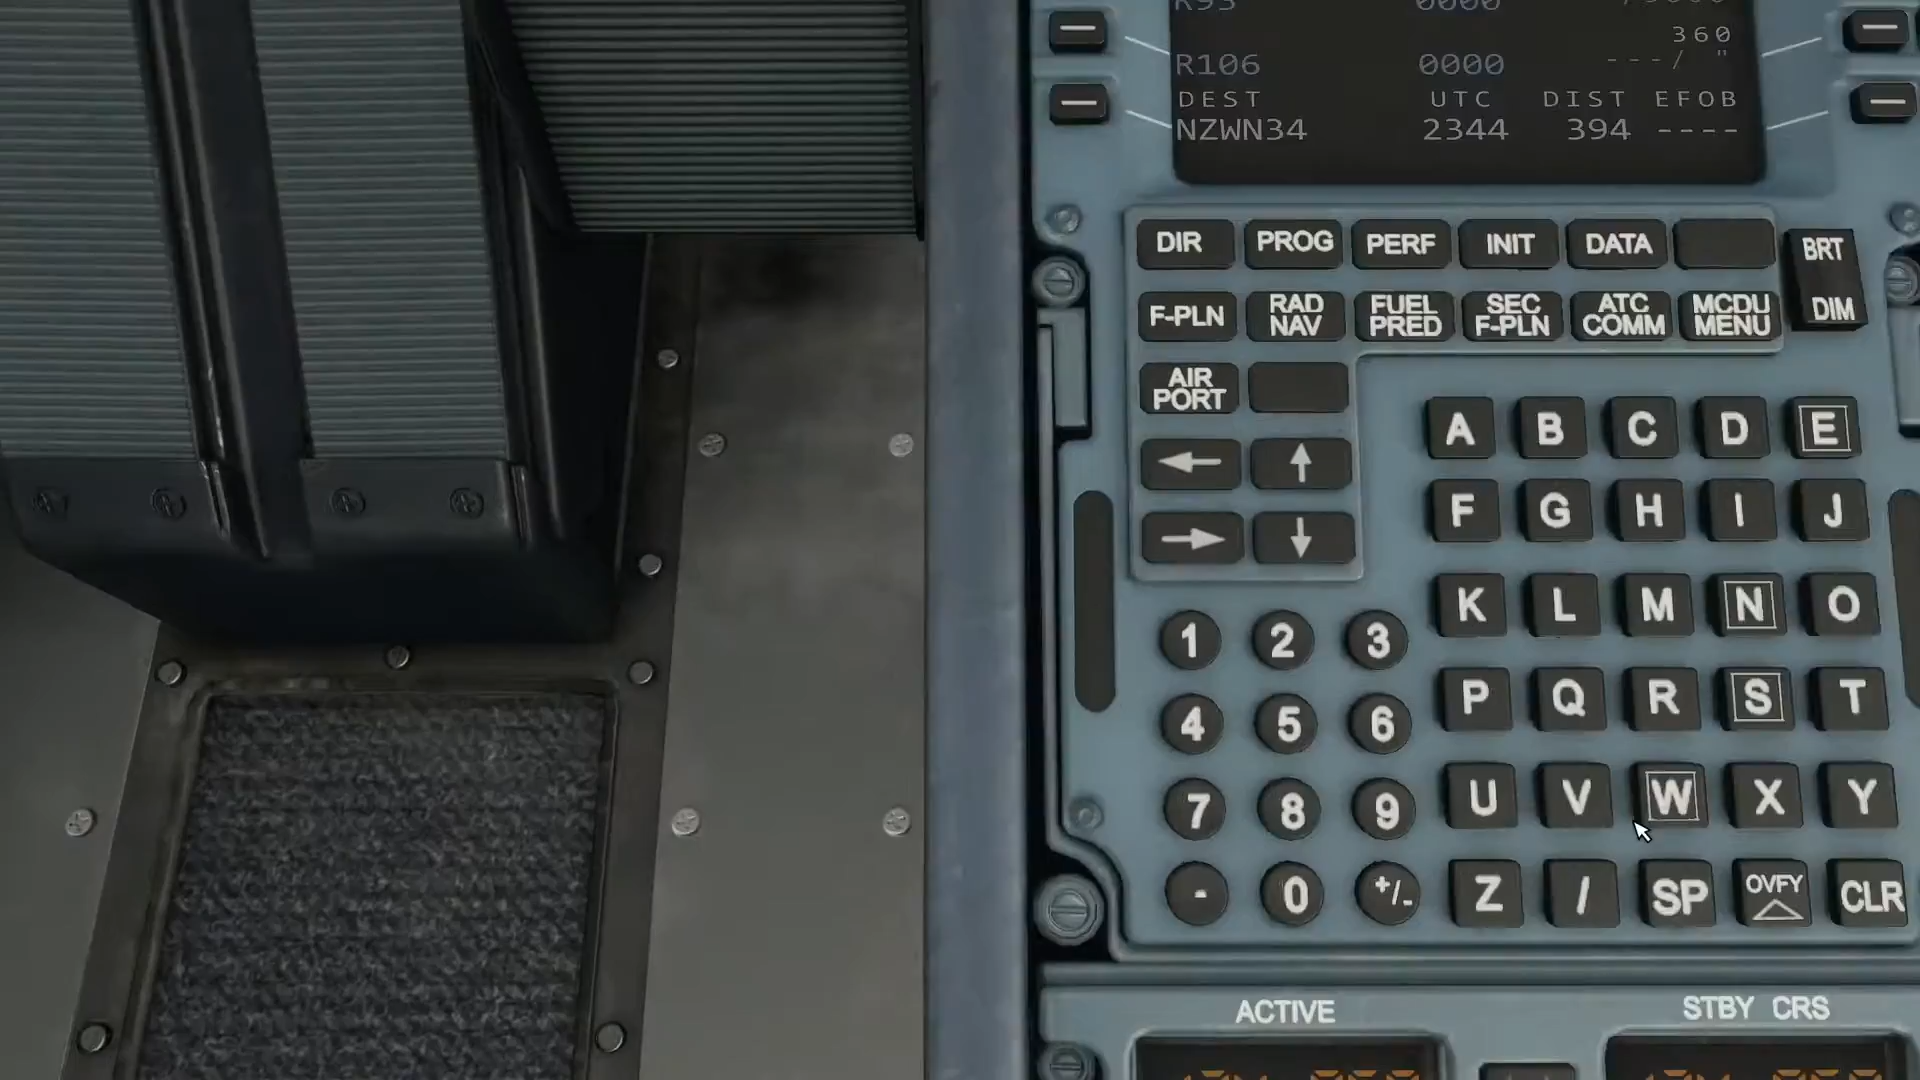 R93 0000
360
R106 0000 ---/ "
DEST UTC DIST EFOB
NZWN34 2344 394 ----
DIR PROG PERF INIT DATA
BRT
DIM
F-PLN RAD NAV FUEL PRED SEC F-PLN ATC COMM MCDU MENU
AIR PORT
A B C D E
F G H I J
1 2 3 K L M N O
4 5 6 P Q R S T
7 8 9 U V W X Y
- 0 +/- Z / SP OVFY CLR
ACTIVE STBY CRS